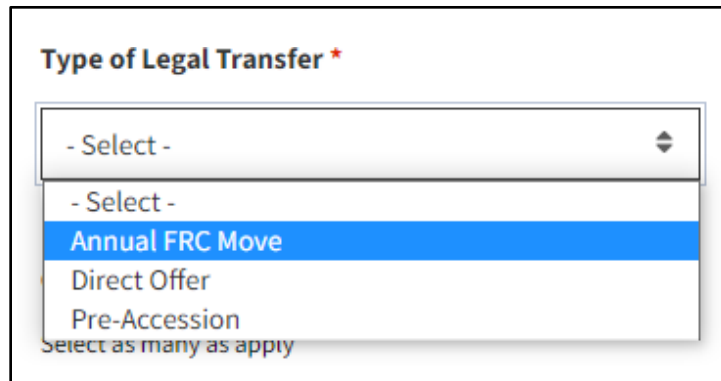 Type of Legal Transfer *
- Select -
- Select -
Annual FRC Move
Direct Offer
Pre-Accession
Select as many as apply